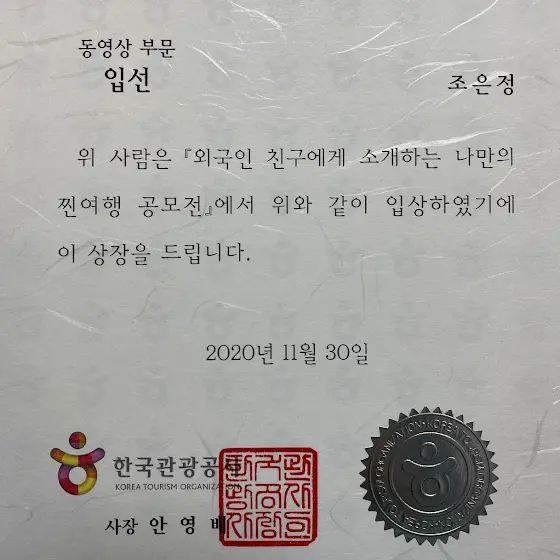 동영상 부문
입선
조은정
위 사람은 『외국인 친구에게 소개하는 나만의
찐여행 공모전』에서 위와 같이 입상하였기에
이 상장을 드립니다.
2020년 11월 30일
한국관광공사
KOREA TOURISM ORGANIZATION
사장 안영배
KOREA TOURISM ORGANIZATION